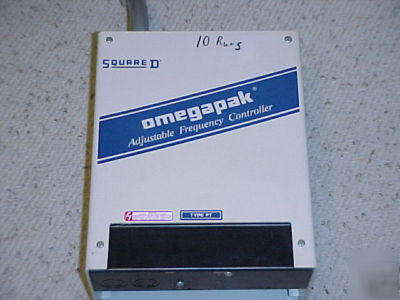 10 Runs
SQUARE D
omegapak®
Adjustable Frequency Controller
TYPE PT